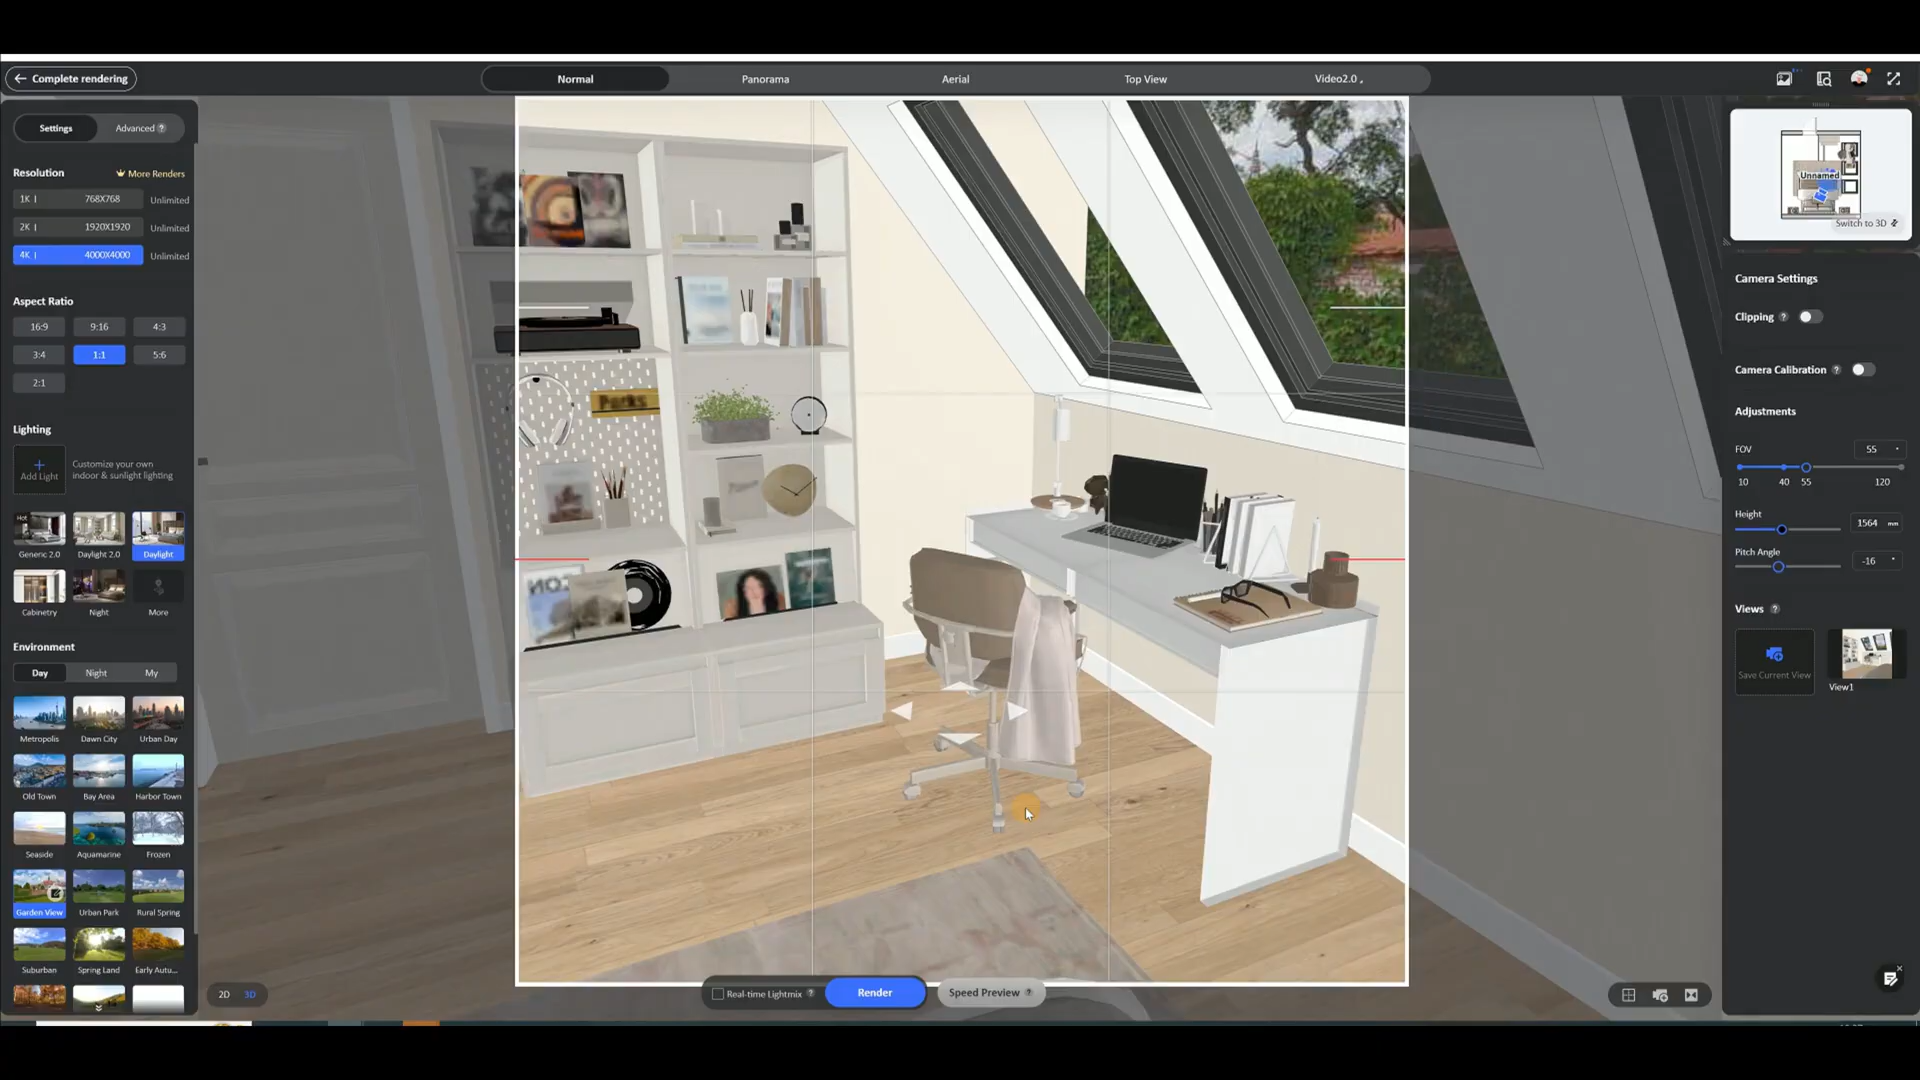 Complete rendering
Normal
Panorama
Aerial
Top View
Video2.0
Settings
Advanced
Resolution
More Renders
1K | 768X768 Unlimited
2K | 1920X1920 Unlimited
4K | 4000X4000 Unlimited
Aspect Ratio
16:9 9:16 4:3
3:4 1:1 5:6
2:1
Lighting
Add Light
Customize your own
indoor & sunlight lighting
Hot
Generic 2.0 Daylight 2.0 Daylight
Cabinetry Night More
Environment
Day Night My
Metropolis Dawn City Urban Day
Old Town Bay Area Harbor Town
Seaside Aquamarine Frozen
Garden View Urban Park Rural Spring
Suburban Spring Land Early Autu...
2D 3D
Parks
Real-time Lightmix
Render
Speed Preview
Unnamed
Switch to 3D
Camera Settings
Clipping
Camera Calibration
Adjustments
FOV 55
10 40 55 120
Height 1564 mm
Pitch Angle -16
Views
Save Current View
View1